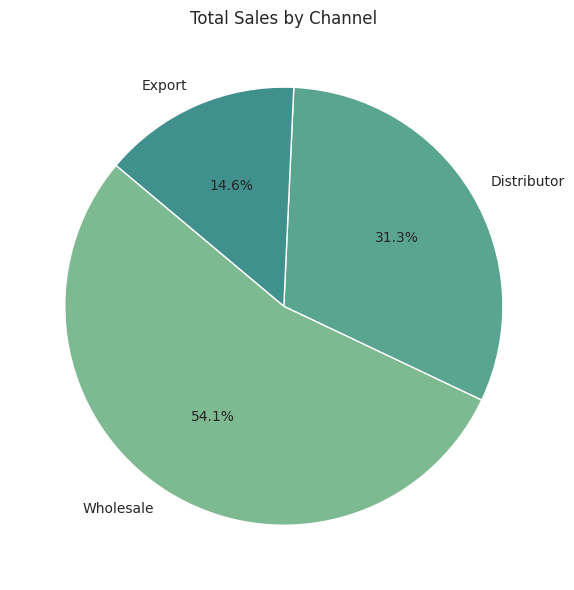 Total Sales by Channel
Export
14.6%
Distributor
31.3%
54.1%
Wholesale